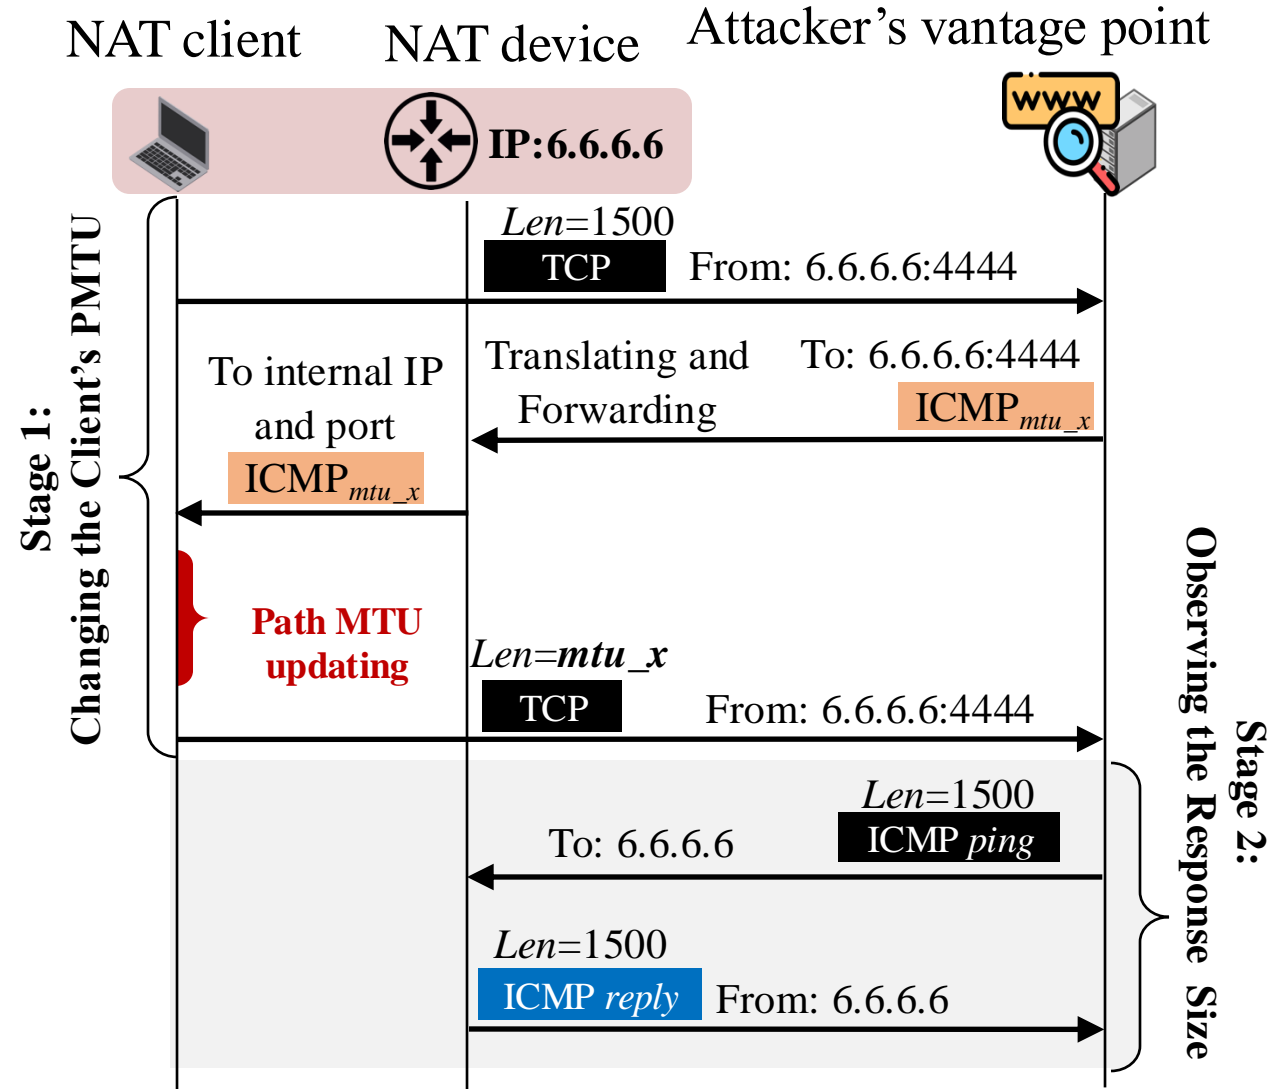 NAT client
NAT device
Attacker's vantage point
WWW
IP:6.6.6.6
Stage 1:
Changing the Client's PMTU
Len=1500
TCP
From: 6.6.6.6:4444
To: 6.6.6.6:4444
ICMPmtu_x
Translating and
Forwarding
To internal IP
and port
ICMPmtu_x
Path MTU
updating
Len=mtu_x
TCP
From: 6.6.6.6:4444
Stage 2:
Observing the Response Size
Len=1500
ICMP ping
To: 6.6.6.6
Len=1500
ICMP reply
From: 6.6.6.6